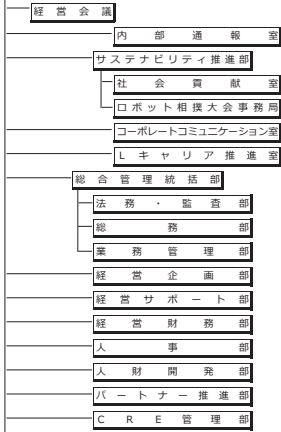 経営会議
内部通報室
サステナビリティ推進部
社会貢献室
ロボット相撲大会事務局
コーポレートコミュニケーション室
Lキャリア推進室
総合管理統括部
法務・監査部
総務部
業務管理部
経営企画部
経営サポート部
経営財務部
人事部
人財開発部
パートナー推進部
CRE管理部